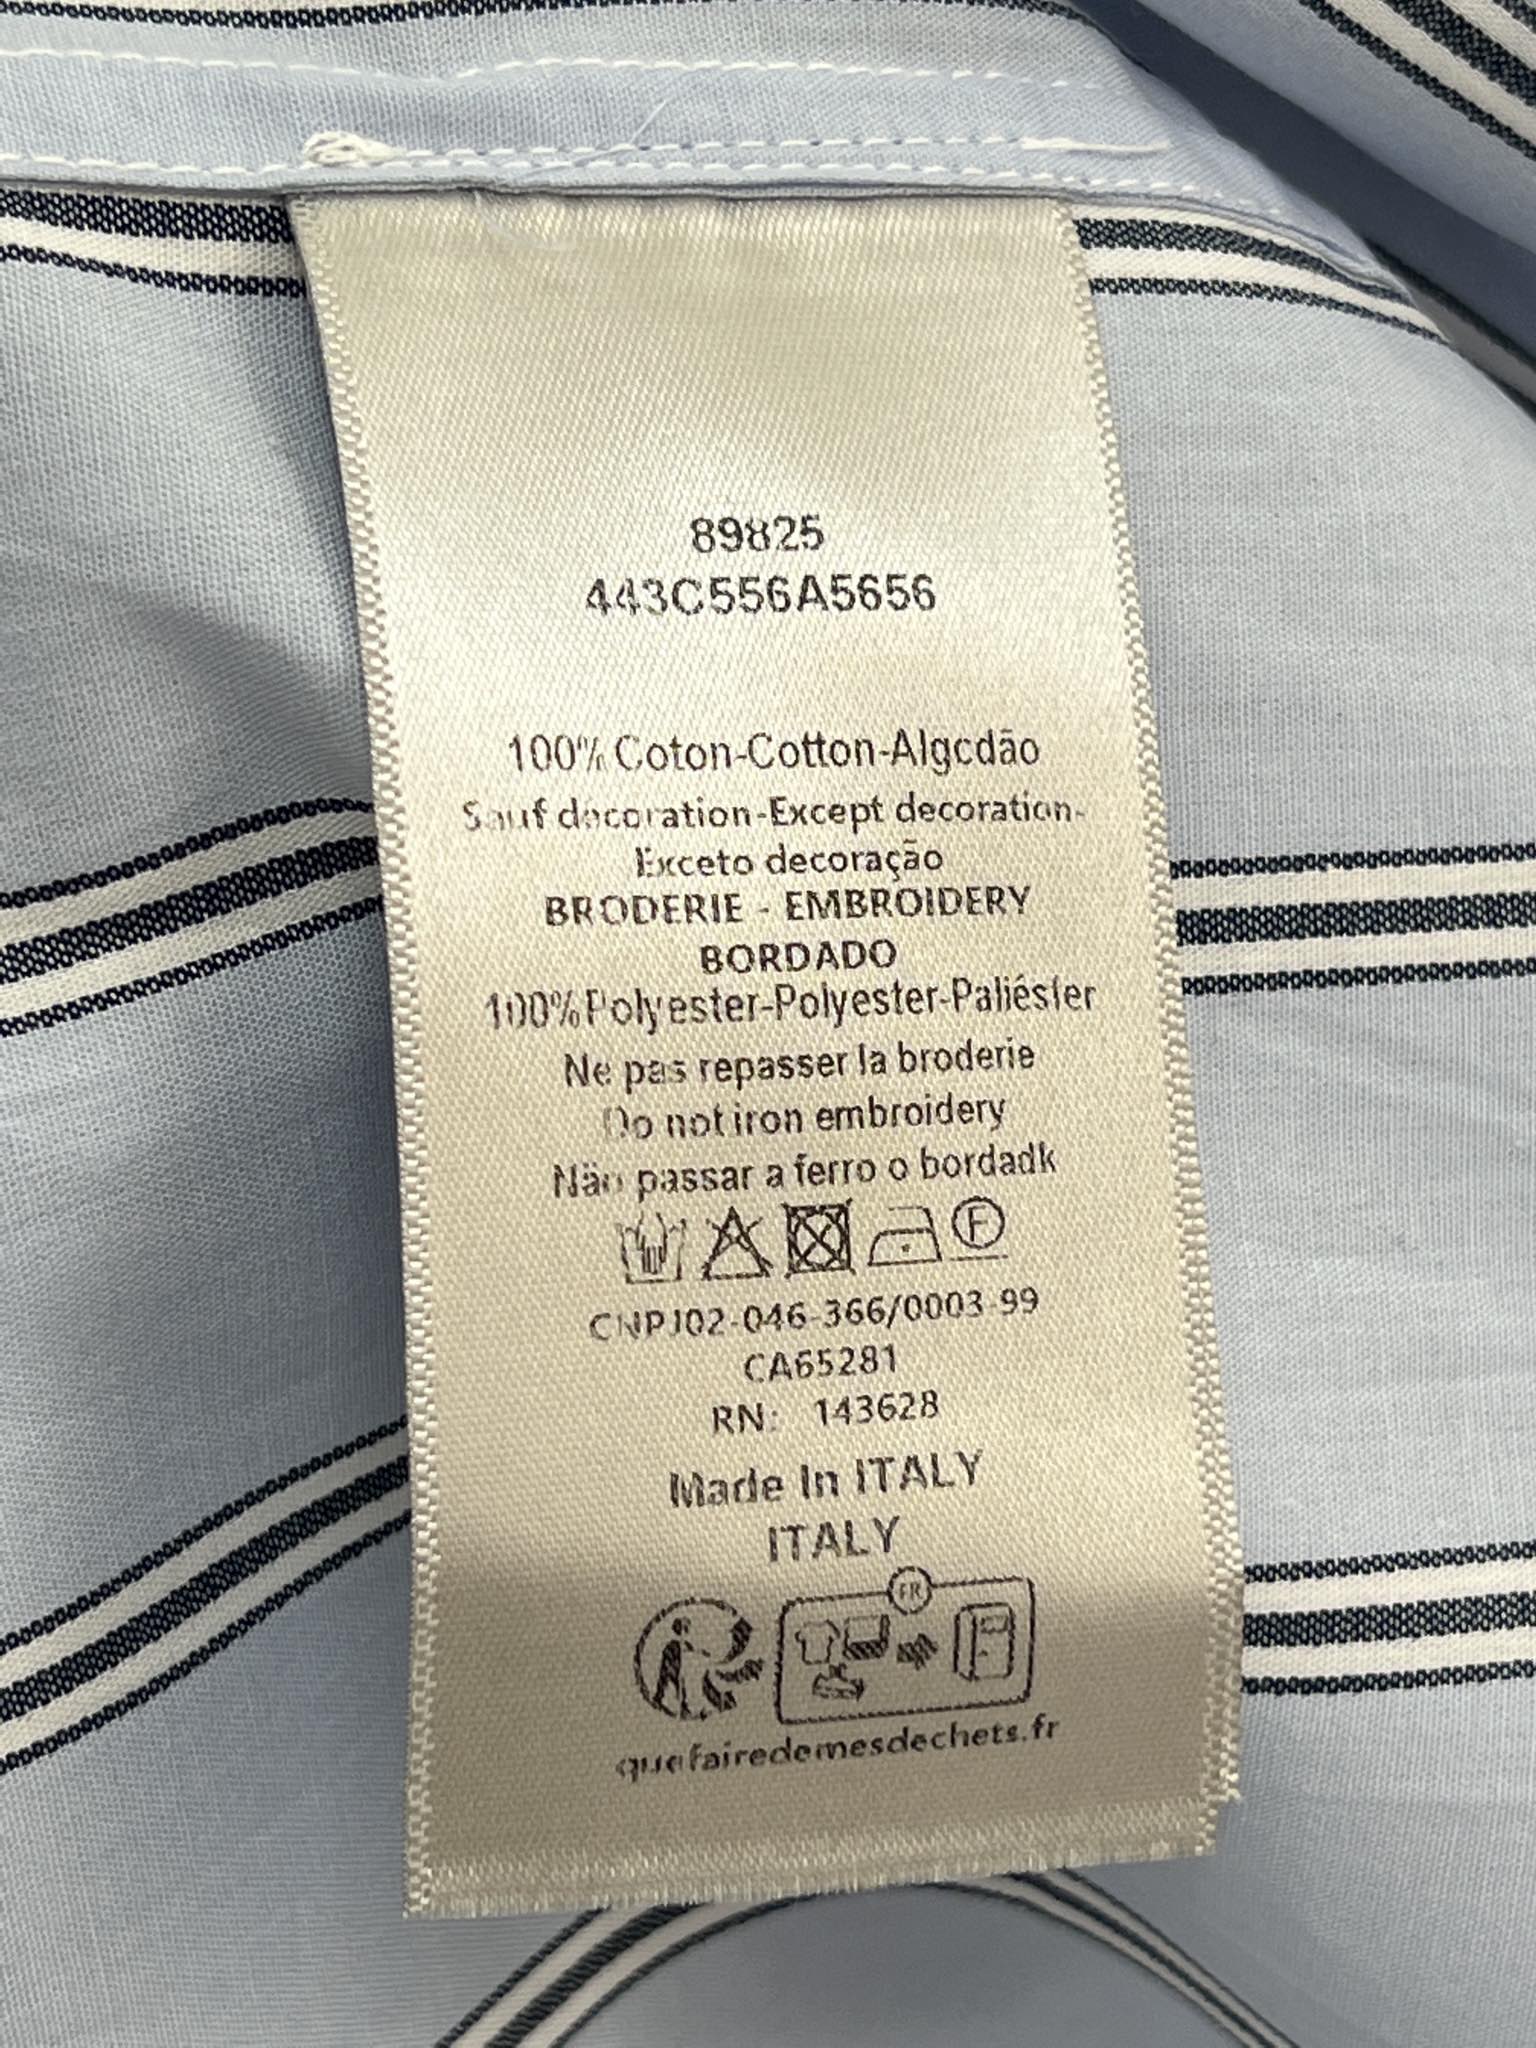 89825
443C556A5656
100% Coton-Cotton-Algcdão
Sauf decoration-Except decoration-
Exceto decoração
BRODERIE - EMBROIDERY
BORDADO
100%Polyester-Polyester-Paliéster
Ne pas repasser la broderie
Do not iron embroidery
Não passar a ferro o bordadk
F
CNPJ02-046-366/0003-99
CA65281
RN: 143628
Made In ITALY
ITALY
FR
quefairedemesdechets.fr